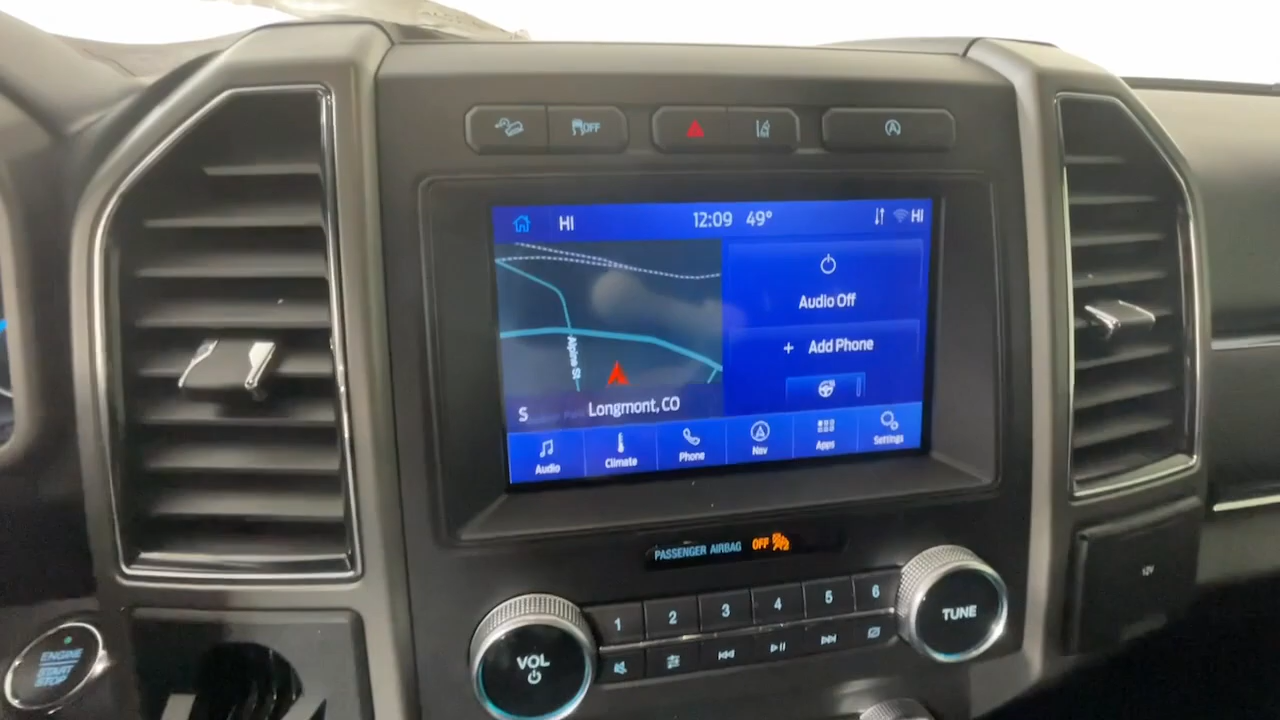 OFF
HI 12:09 49° HI
Audio Off
+ Add Phone
Alpine St
S Longmont, CO
Audio Climate Phone Nav Apps Settings
PASSENGER AIRBAG OFF
1 2 3 4 5 6
VOL
TUNE
12V
ENGINE
START
STOP